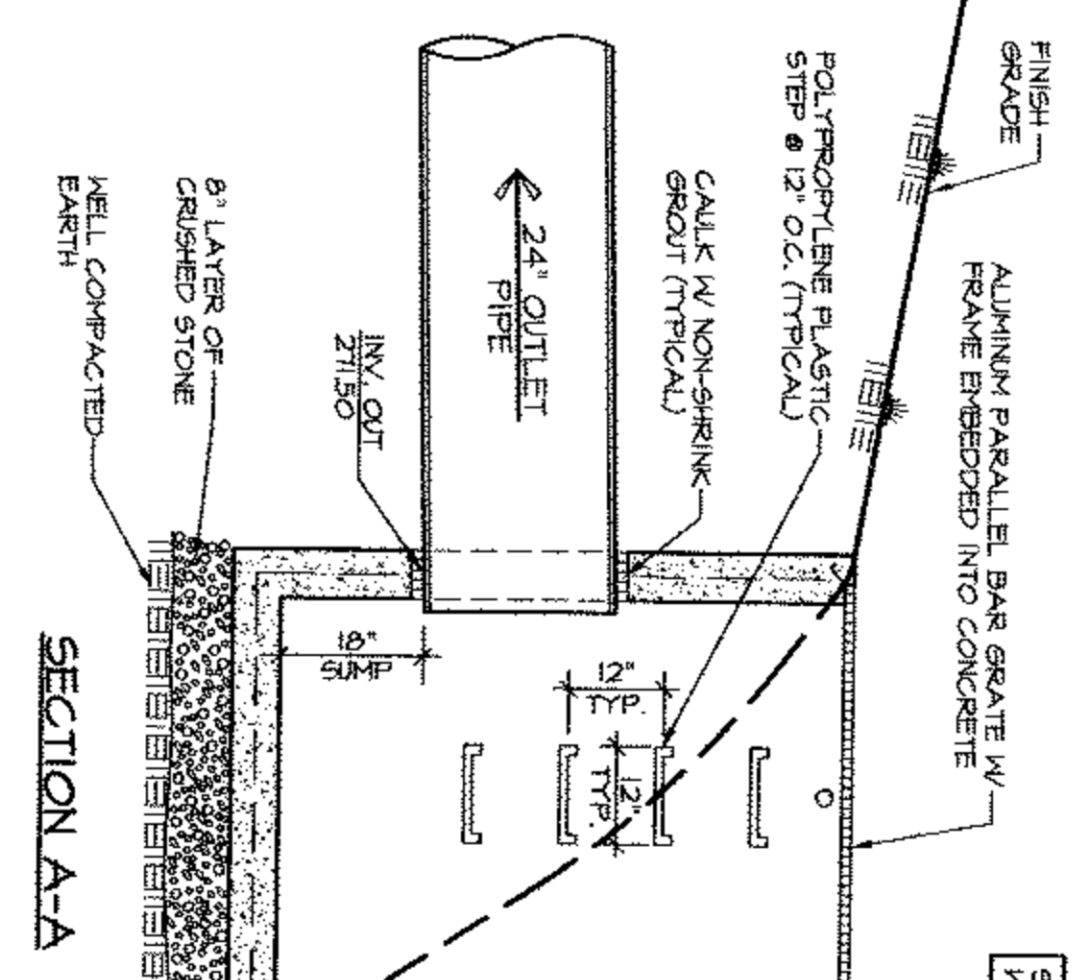 FINISH
GRADE
ALUMINUM PARALLEL BAR GRATE W/
FRAME EMBEDDED INTO CONCRETE
POLYPROPYLENE PLASTIC
STEP @ 12" O.C. (TYPICAL)
CAULK W/ NON-SHRINK
GROUT (TYPICAL)
24" OUTLET
PIPE
INV. OUT
271.50
8" LAYER OF
CRUSHED STONE
WELL COMPACTED
EARTH
18"
SUMP
12"
TYP.
12"
TYP.
SECTION A-A